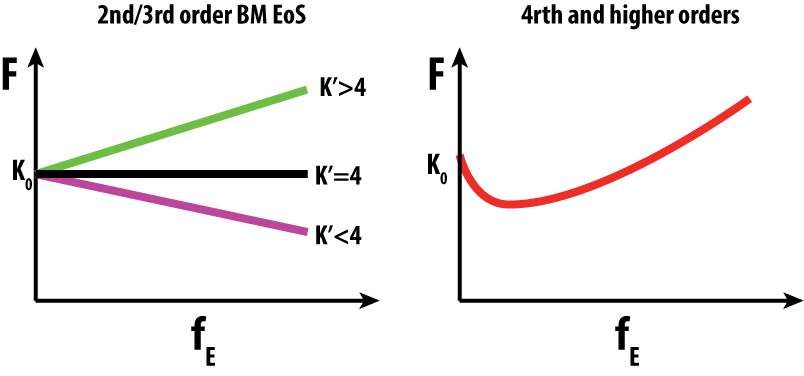 2nd/3rd order BM EoS
F
K'>4
K₀
K'=4
K'<4
fE
4rth and higher orders
F
K₀
fE